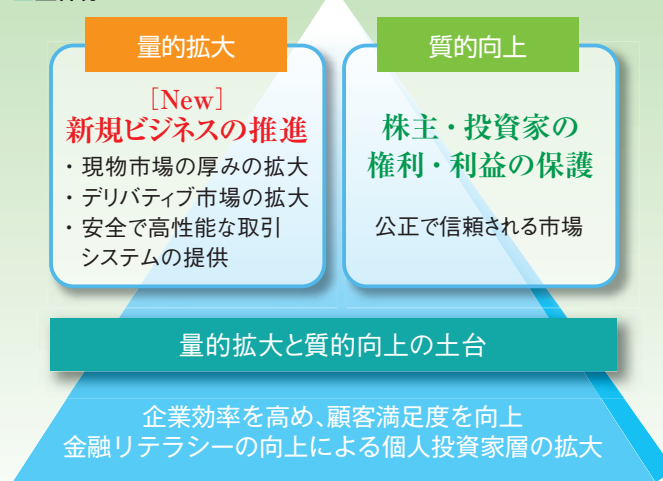 量的拡大
[New]
新規ビジネスの推進
・現物市場の厚みの拡大
・デリバティブ市場の拡大
・安全で高性能な取引
システムの提供
質的向上
株主・投資家の
権利・利益の保護
公正で信頼される市場
量的拡大と質的向上の土台
企業効率を高め、顧客満足度を向上
金融リテラシーの向上による個人投資家層の拡大